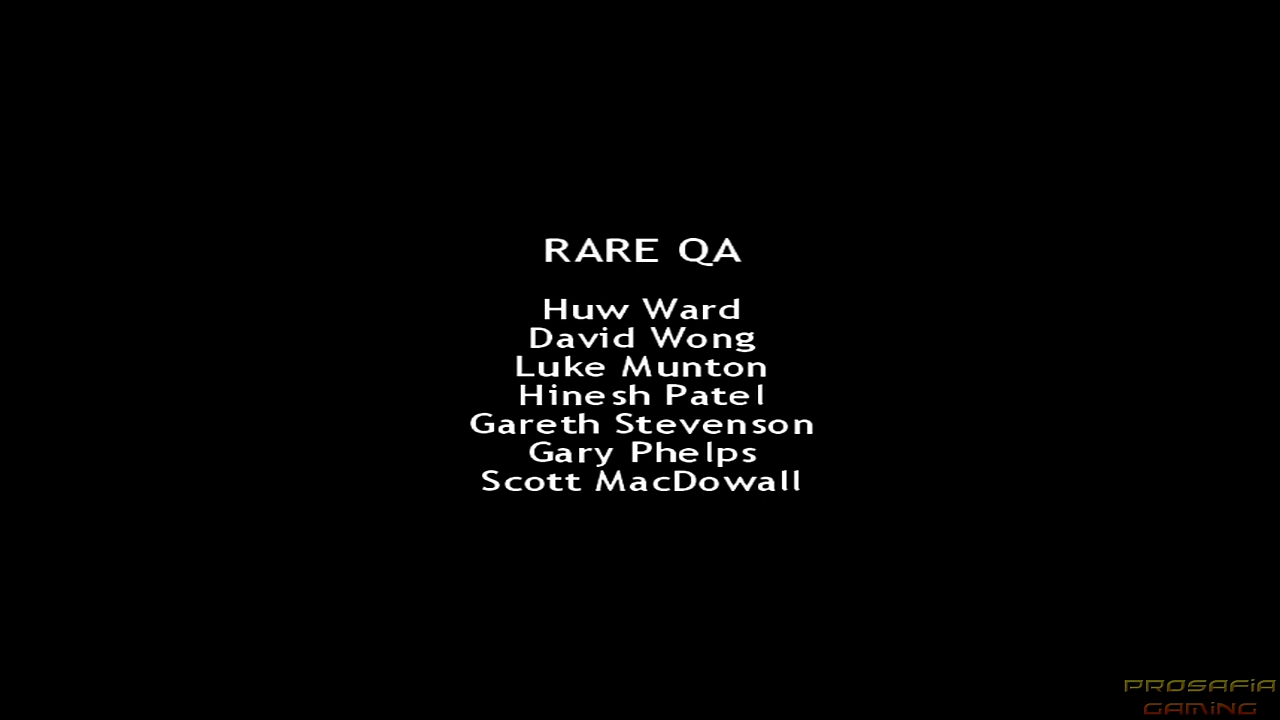 RARE QA
Huw Ward
David Wong
Luke Munton
Hinesh Patel
Gareth Stevenson
Gary Phelps
Scott MacDowall
PROSAFiA
GAMiNG